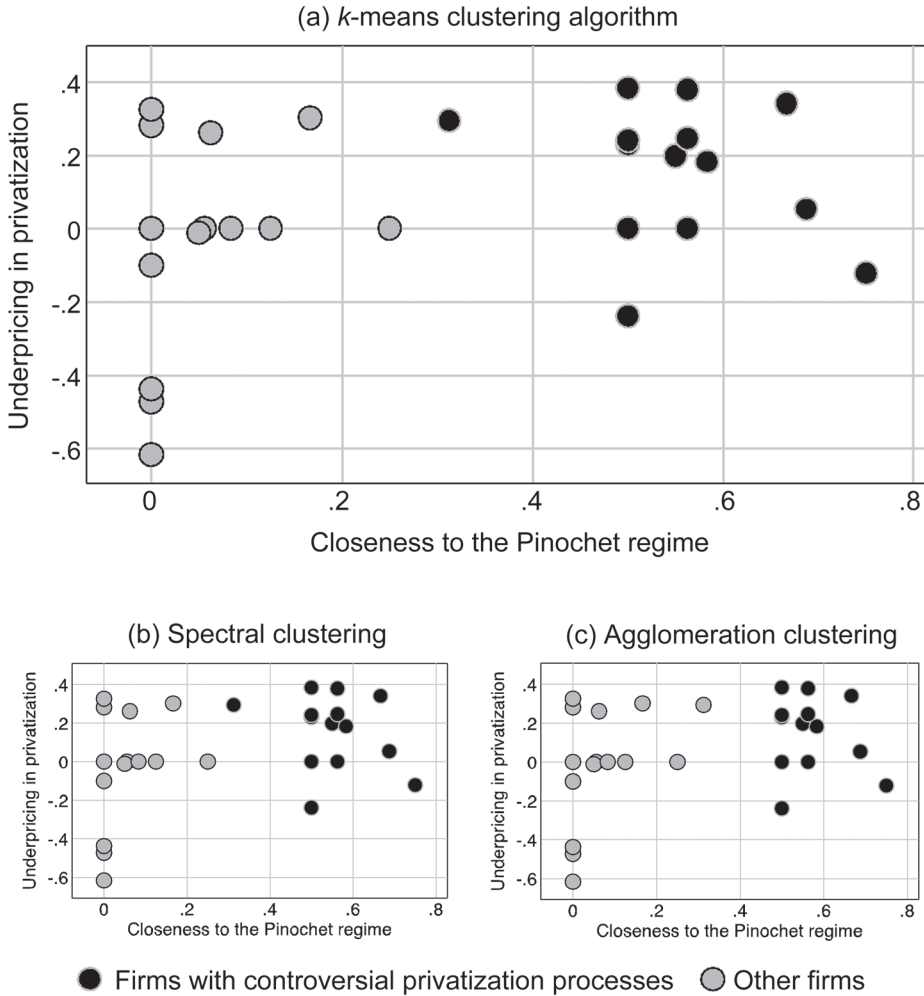 (a) k-means clustering algorithm
Underpricing in privatization
.4
.2
0
-.2
-.4
-.6
0 .2 .4 .6 .8
Closeness to the Pinochet regime
(b) Spectral clustering
Underpricing in privatization
.4
.2
0
-.2
-.4
-.6
0 .2 .4 .6 .8
Closeness to the Pinochet regime
(c) Agglomeration clustering
Underpricing in privatization
.4
.2
0
-.2
-.4
-.6
0 .2 .4 .6 .8
Closeness to the Pinochet regime
Firms with controversial privatization processes Other firms